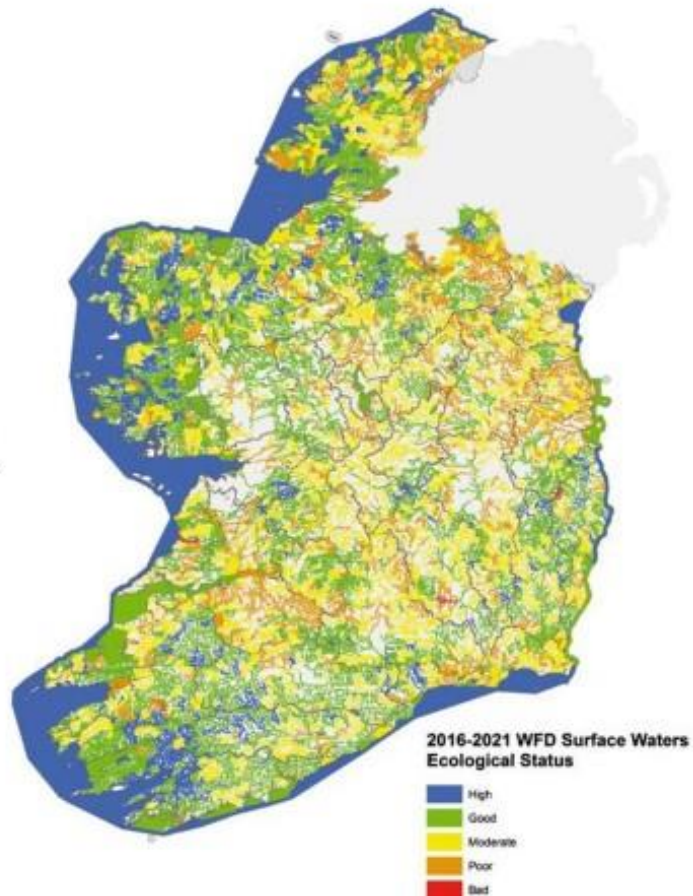 2016-2021 WFD Surface Waters
Ecological Status
High
Good
Moderate
Poor
Bad